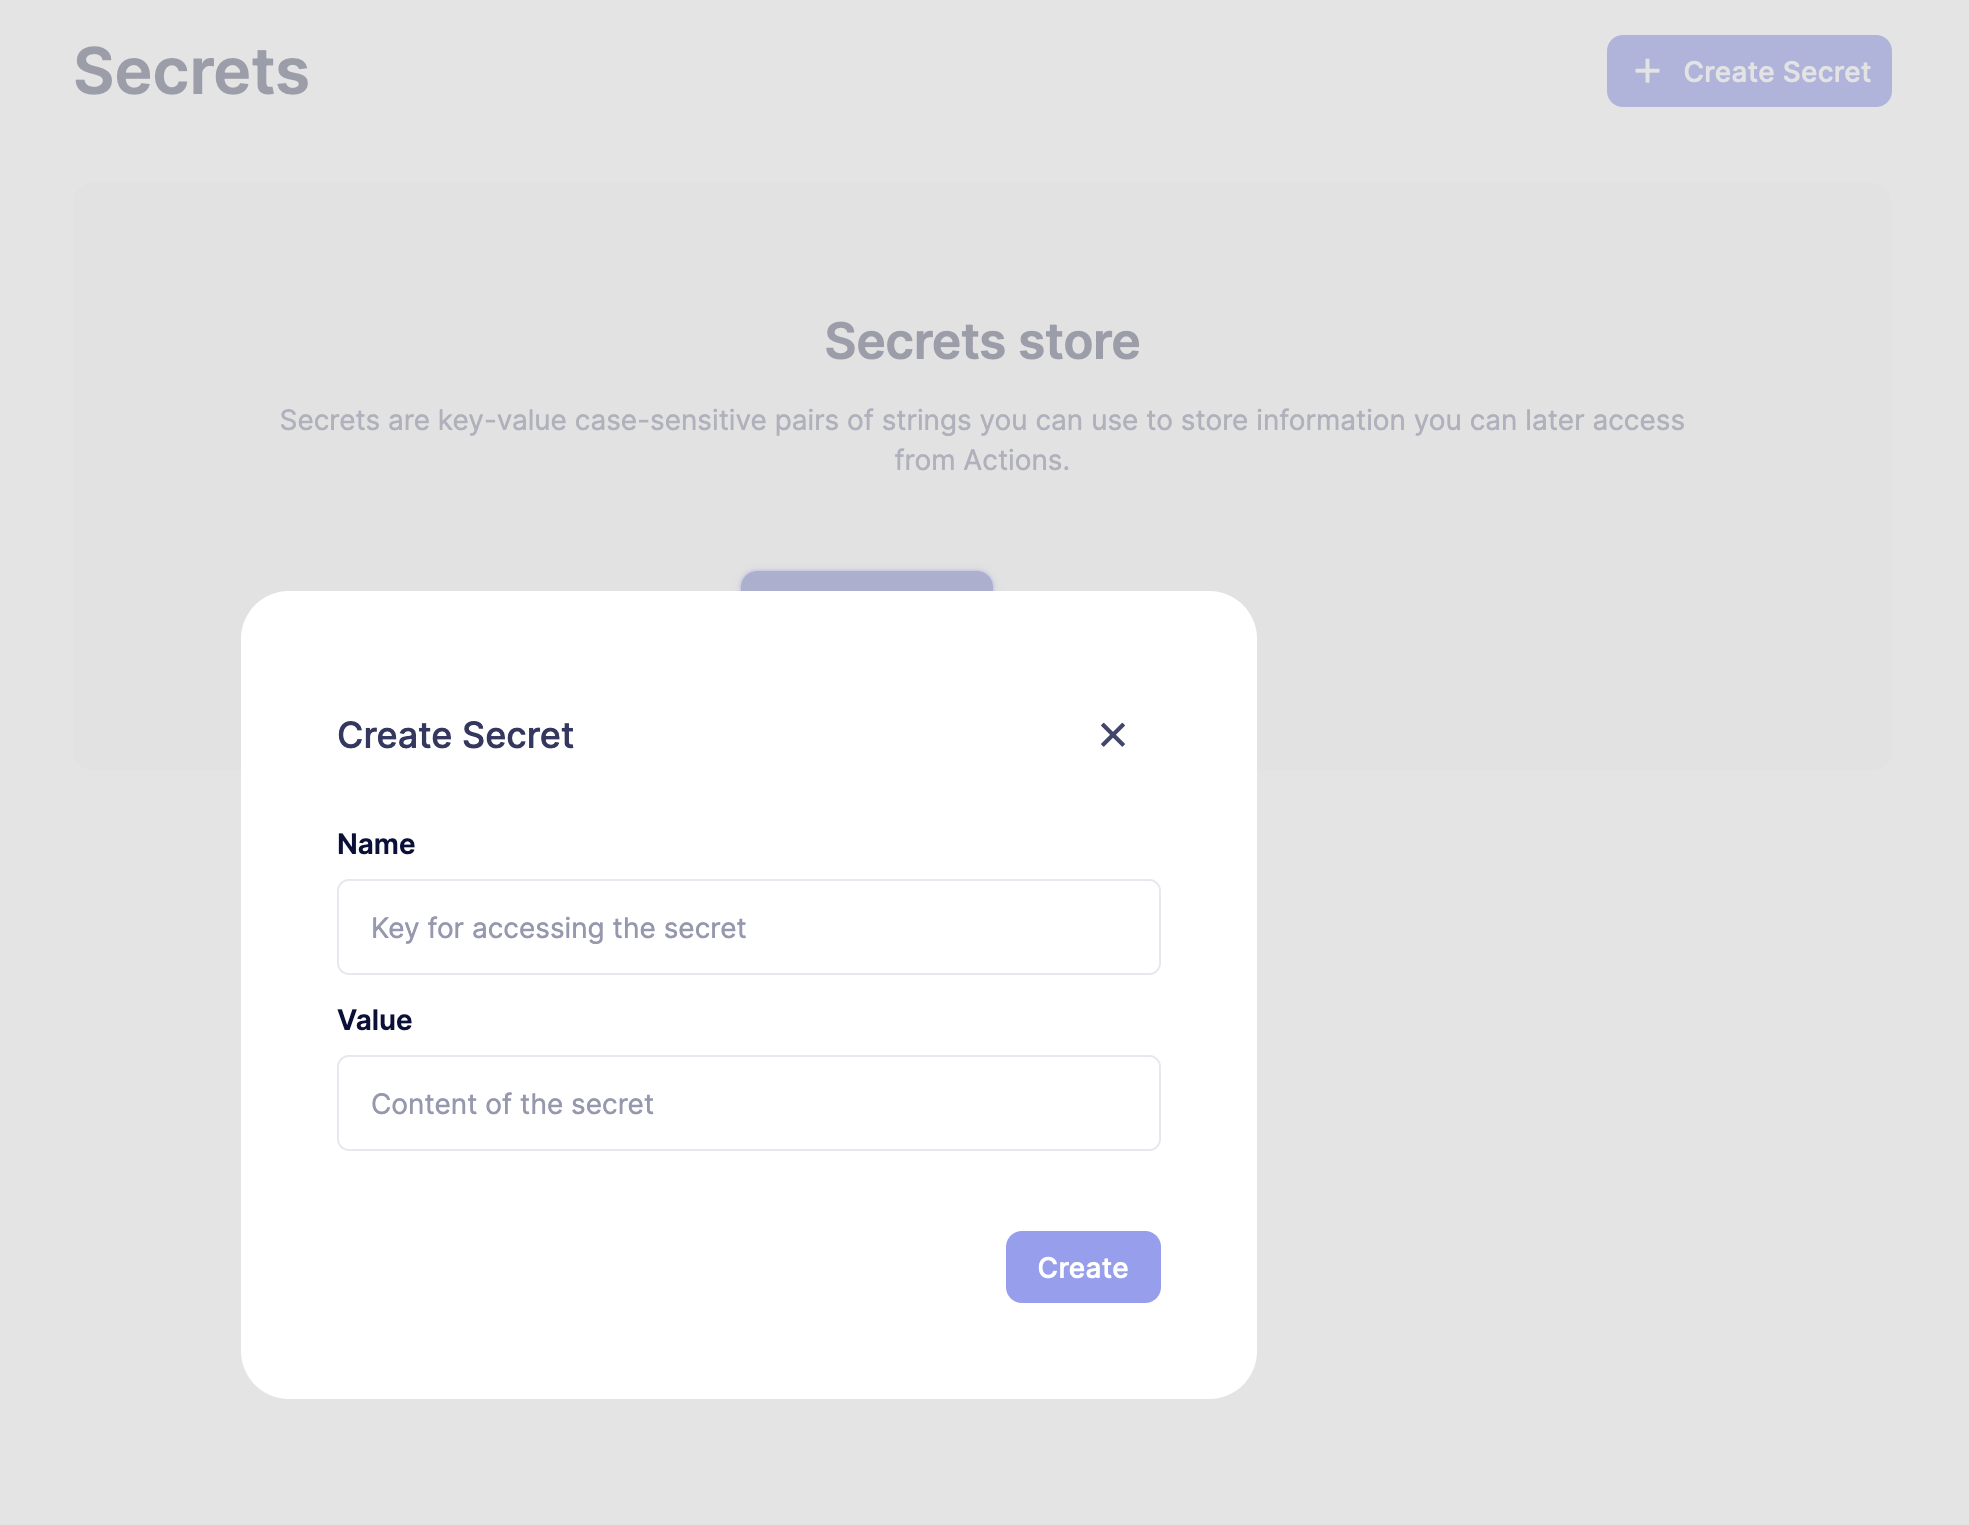 Secrets
+ Create Secret
Secrets store
Secrets are key-value case-sensitive pairs of strings you can use to store information you can later access
from Actions.
Create Secret
Name
Key for accessing the secret
Value
Content of the secret
Create